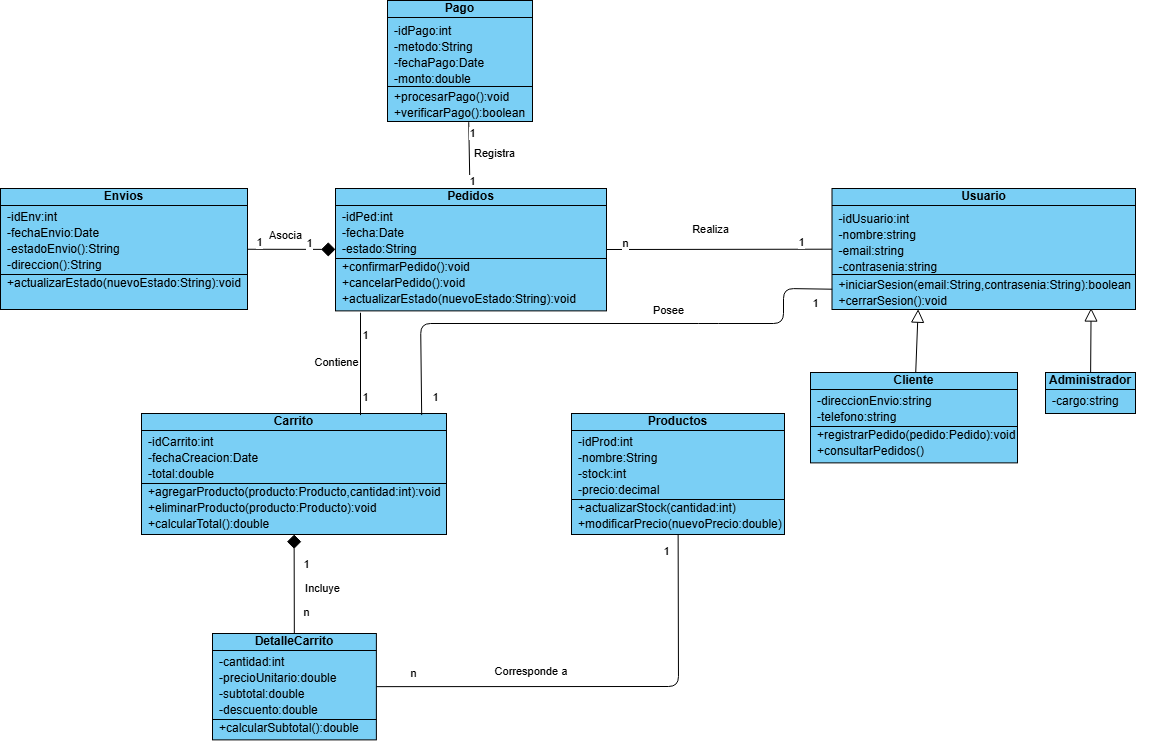 Pago
-idPago:int
-metodo:String
-fechaPago:Date
-monto:double
+procesarPago():void
+verificarPago():boolean
1
Registra
1
Envios
-idEnv:int
-fechaEnvio:Date
-estadoEnvio():String
-direccion():String
+actualizarEstado(nuevoEstado:String):void
1
Asocia
1
Pedidos
-idPed:int
-fecha:Date
-estado:String
+confirmarPedido():void
+cancelarPedido():void
+actualizarEstado(nuevoEstado:String):void
n
Realiza
1
Usuario
-idUsuario:int
-nombre:string
-email:string
-contrasenia:string
+iniciarSesion(email:String,contrasenia:String):boolean
+cerrarSesion():void
Posee
1
1
1
Contiene
1
Cliente
-direccionEnvio:string
-telefono:string
+registrarPedido(pedido:Pedido):void
+consultarPedidos()
Administrador
-cargo:string
Carrito
-idCarrito:int
-fechaCreacion:Date
-total:double
+agregarProducto(producto:Producto,cantidad:int):void
+eliminarProducto(producto:Producto):void
+calcularTotal():double
Productos
-idProd:int
-nombre:String
-stock:int
-precio:decimal
+actualizarStock(cantidad:int)
+modificarPrecio(nuevoPrecio:double)
1
1
Incluye
n
DetalleCarrito
-cantidad:int
-precioUnitario:double
-subtotal:double
-descuento:double
+calcularSubtotal():double
n
Corresponde a